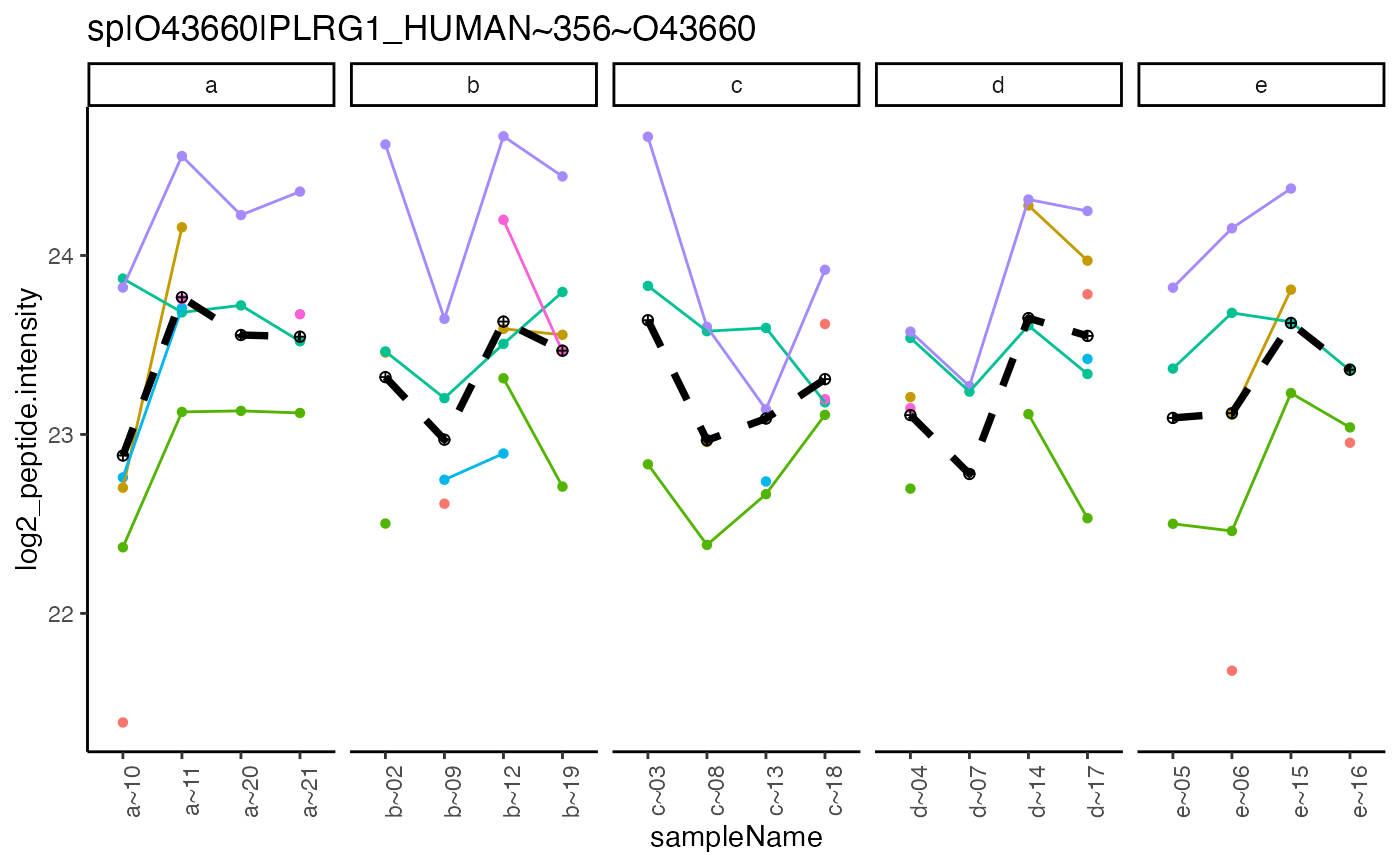 sp|O43660|PLRG1_HUMAN~356~O43660
a b c d e
log2_peptide.intensity
24
23
22
a~10 a~11 a~20 a~21 b~02 b~09 b~12 b~19 c~03 c~08 c~13 c~18 d~04 d~07 d~14 d~17 e~05 e~06 e~15 e~16
sampleName